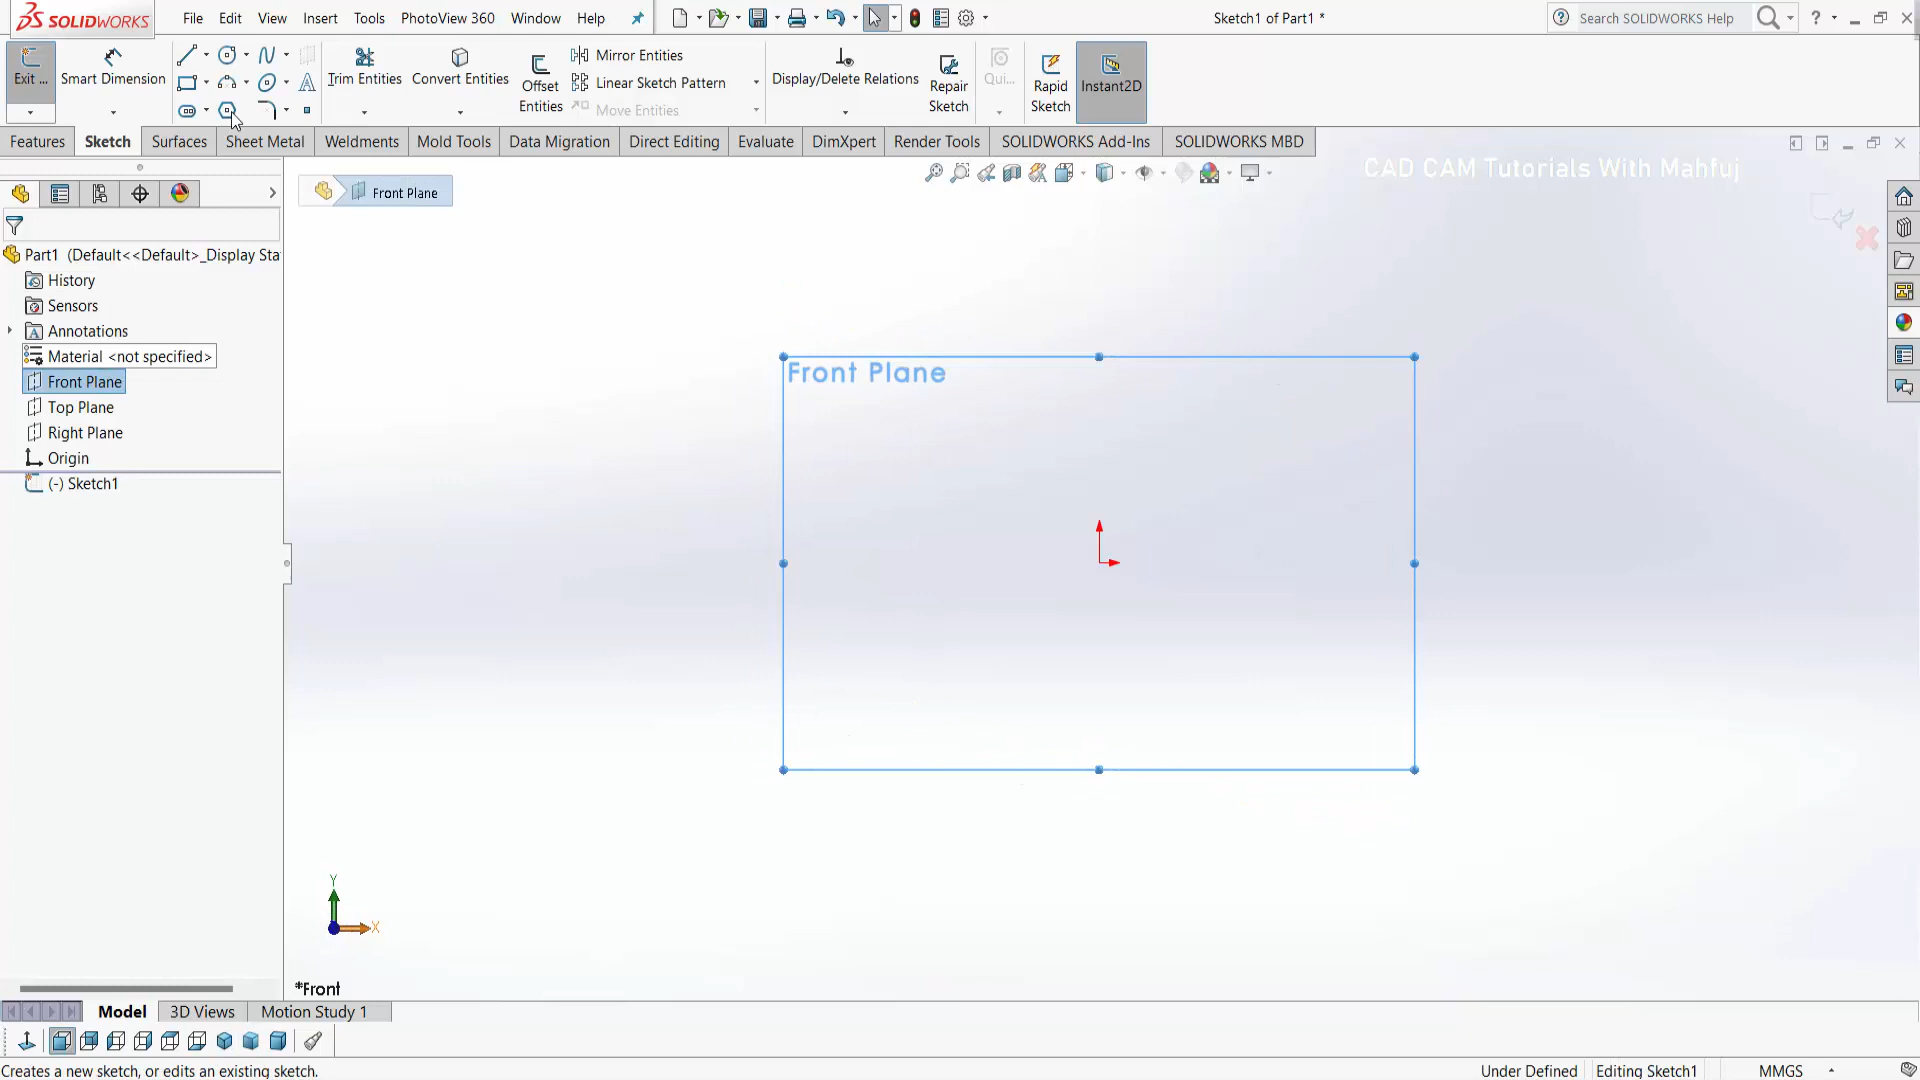 SOLIDWORKS File Edit View Insert Tools PhotoView 360 Window Help Sketch1 of Part1 * Search SOLIDWORKS Help
Exit ... Smart Dimension Trim Entities Convert Entities Offset Entities Mirror Entities Linear Sketch Pattern Move Entities Display/Delete Relations Repair Sketch Qui... Rapid Sketch Instant2D
Features Sketch Surfaces Sheet Metal Weldments Mold Tools Data Migration Direct Editing Evaluate DimXpert Render Tools SOLIDWORKS Add-Ins SOLIDWORKS MBD
CAD CAM Tutorials With Mahfuj
Front Plane
Part1 (Default<<Default>_Display Sta
History
Sensors
Annotations
Material <not specified>
Front Plane
Top Plane
Right Plane
Origin
(-) Sketch1
Front Plane
Y
X
*Front
Model 3D Views Motion Study 1
Creates a new sketch, or edits an existing sketch. Under Defined Editing Sketch1 MMGS